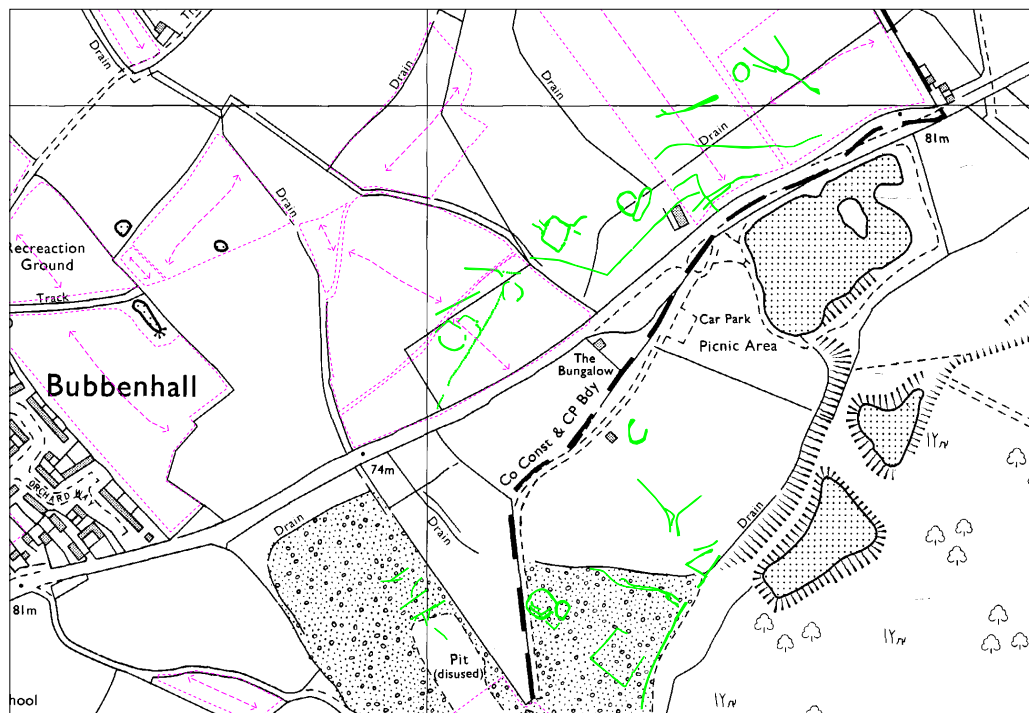 Drain
Drain
Drain
Drain
81m
Drain
Recreaction
Ground
Track
Car Park
Picnic Area
The
Bungalow
Bubbenhall
Co Const & CP Bdy
74m
ORCHARD WAY
Drain
Drain
Drain
81m
Pit
(disused)
hool